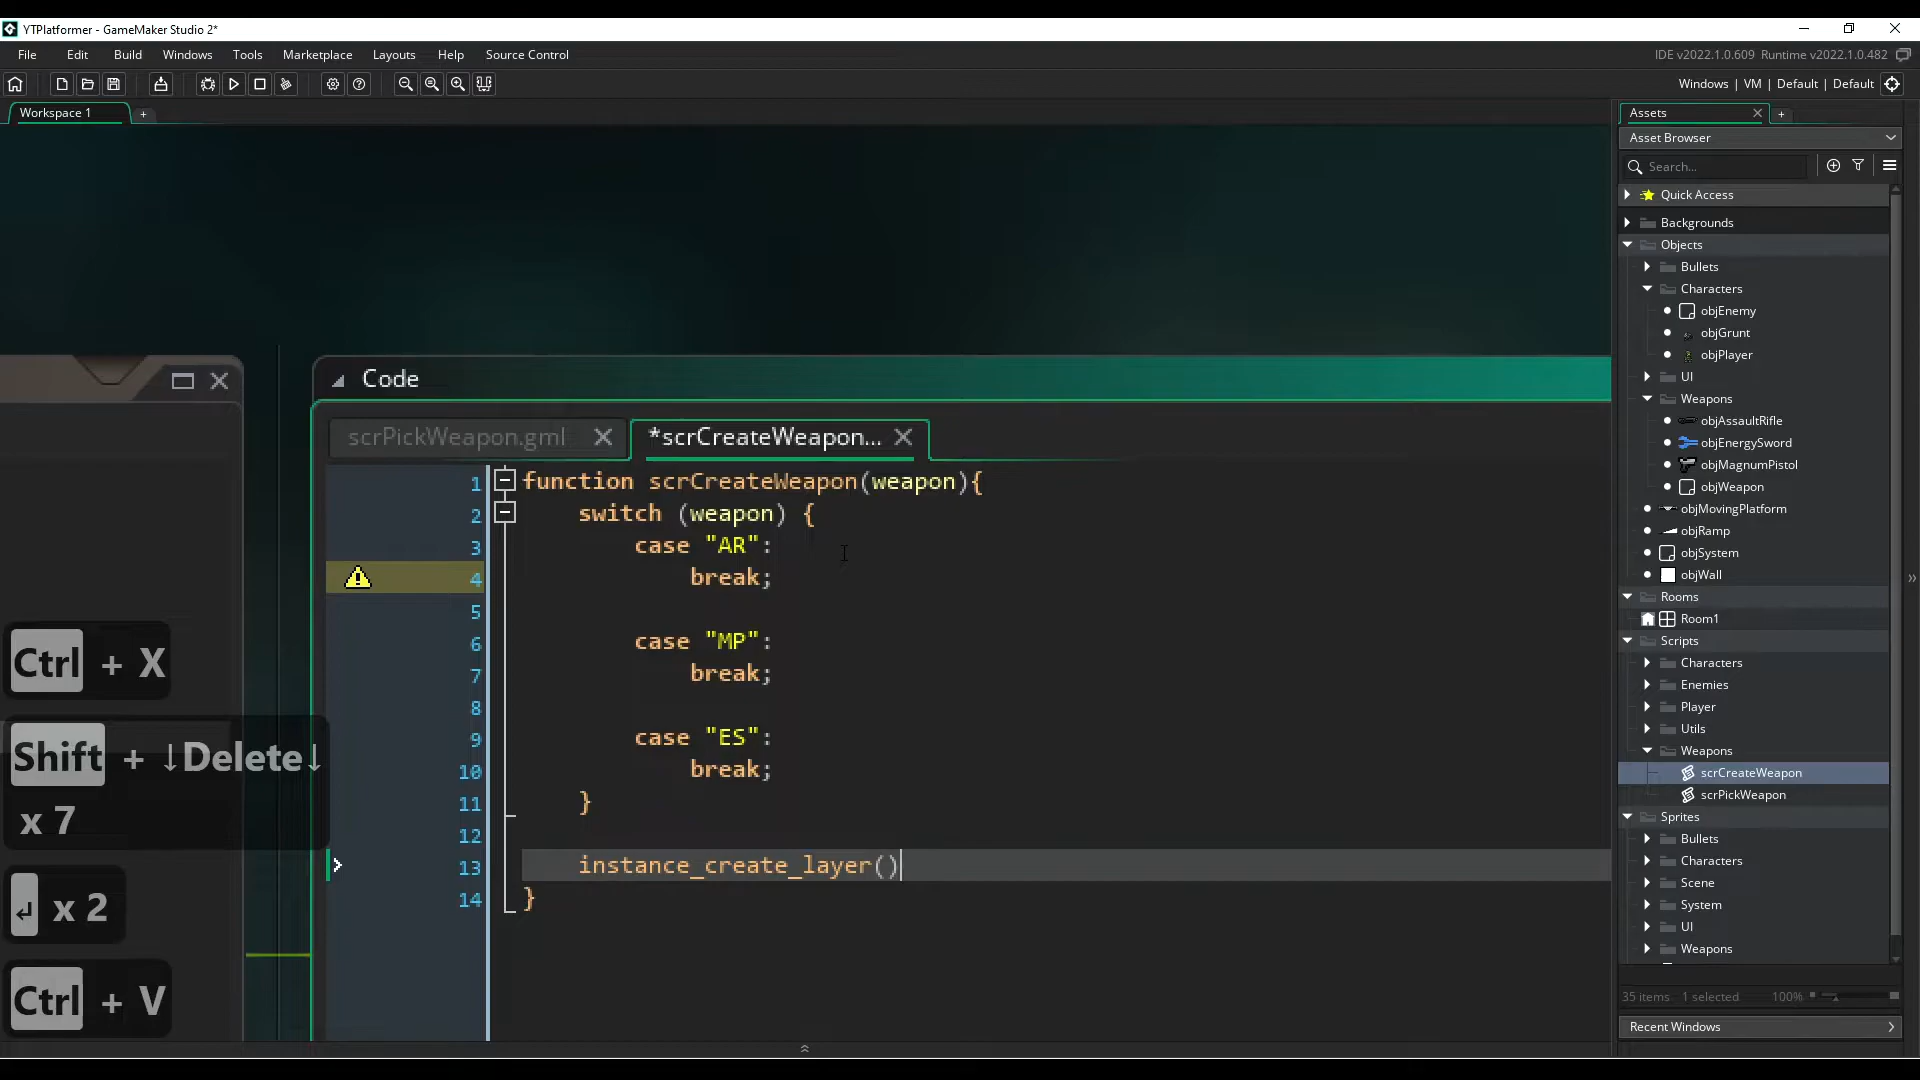 YTPlatformer - GameMaker Studio 2*
File Edit Build Windows Tools Marketplace Layouts Help Source Control
IDE v2022.1.0.609 Runtime v2022.1.0.482
Windows | VM | Default | Default
Workspace 1 +
Assets +
Asset Browser
Search...
Quick Access
Backgrounds
Objects
Bullets
Characters
objEnemy
objGrunt
objPlayer
UI
Weapons
objAssaultRifle
objEnergySword
objMagnumPistol
objWeapon
objMovingPlatform
objRamp
objSystem
objWall
Rooms
Room1
Scripts
Characters
Enemies
Player
Utils
Weapons
scrCreateWeapon
scrPickWeapon
Sprites
Bullets
Characters
Scene
System
UI
Weapons
35 items 1 selected 100%
Recent Windows
Code
scrPickWeapon.gml *scrCreateWeapon...
1 function scrCreateWeapon(weapon){
2 switch (weapon) {
3 case "AR":
4 break;
5
6 case "MP":
7 break;
8
9 case "ES":
10 break;
11 }
12
13 instance_create_layer()
14 }
Ctrl + X
Shift + ↓Delete↓
x 7
↵ x 2
Ctrl + V